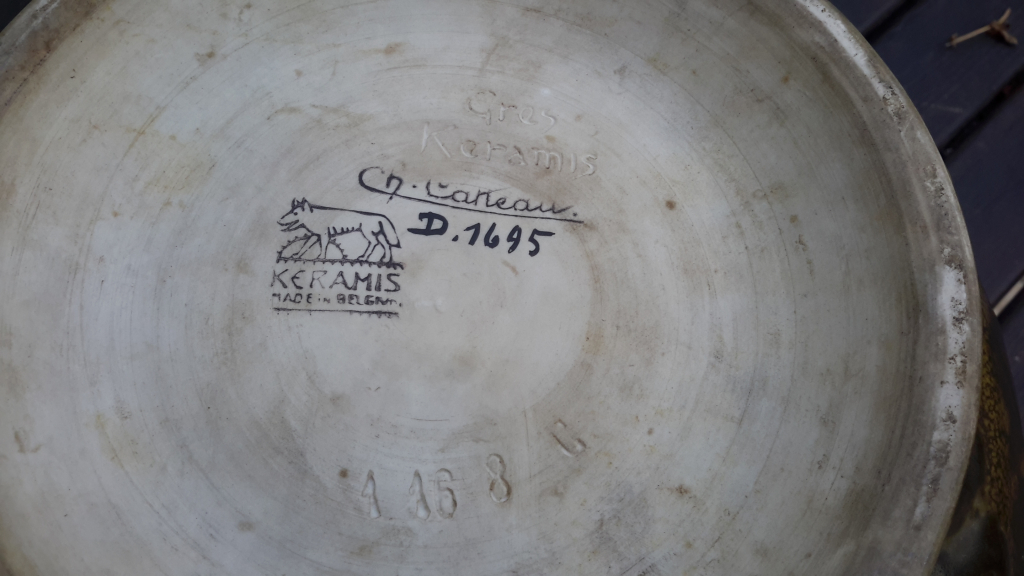 Gres
Keramis
Ch. Catteau.
D.1695
KERAMIS
MADE in BELGIUM.
1 16 8 C